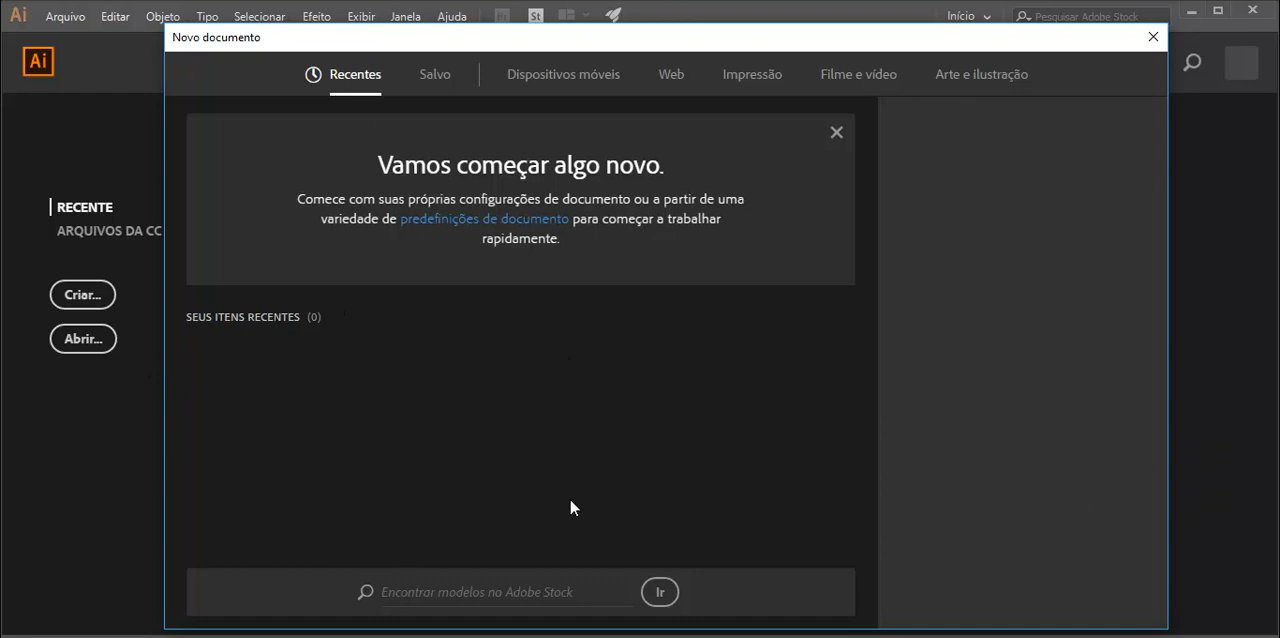 Ai Arquivo Editar Objeto Tipo Selecionar Efeito Exibir Janela Ajuda St Início Pesquisar Adobe Stock
Novo documento
Ai
Recentes Salvo Dispositivos móveis Web Impressão Filme e vídeo Arte e ilustração
Vamos começar algo novo.
Comece com suas próprias configurações de documento ou a partir de uma
variedade de predefinições de documento para começar a trabalhar
rapidamente.
RECENTE
ARQUIVOS DA CC
Criar...
Abrir...
SEUS ITENS RECENTES (0)
Encontrar modelos no Adobe Stock Ir